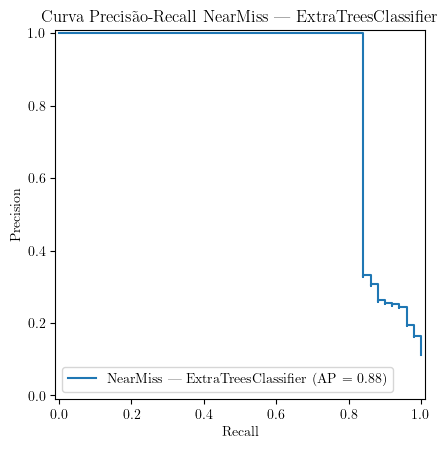 Curva Precisão-Recall NearMiss — ExtraTreesClassifier
1.0
0.8
0.6
0.4
0.2
0.0
Precision
NearMiss — ExtraTreesClassifier (AP = 0.88)
0.0 0.2 0.4 0.6 0.8 1.0
Recall